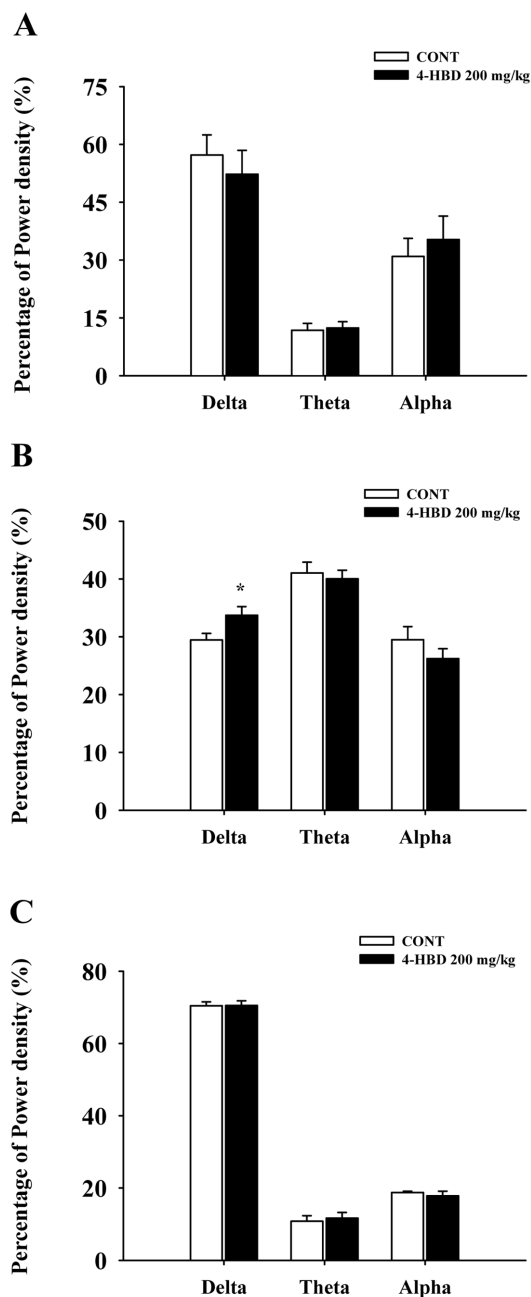 A
CONT
4-HBD 200 mg/kg
Percentage of Power density (%)
75
60
45
30
15
0
Delta Theta Alpha
B
CONT
4-HBD 200 mg/kg
Percentage of Power density (%)
50
40
*
30
20
10
0
Delta Theta Alpha
C
CONT
4-HBD 200 mg/kg
Percentage of Power density (%)
80
60
40
20
0
Delta Theta Alpha